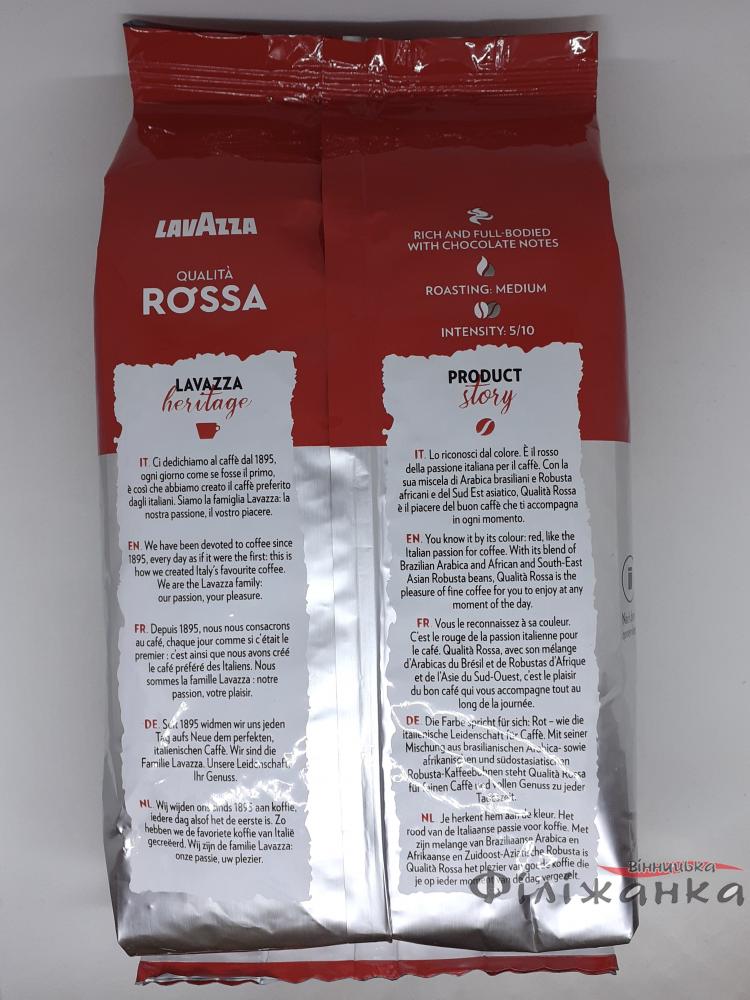 LAVAZZA
QUALITÀ
ROSSA
RICH AND FULL-BODIED
WITH CHOCOLATE NOTES
ROASTING: MEDIUM
INTENSITY: 5/10
LAVAZZA
heritage
IT. Ci dedichiamo al caffè dal 1895,
ogni giorno come se fosse il primo,
è così che abbiamo creato il caffè preferito
dagli italiani. Siamo la famiglia Lavazza: la
nostra passione, il vostro piacere.
EN. We have been devoted to coffee since
1895, every day as if it were the first: this is
how we created Italy's favourite coffee.
We are the Lavazza family:
our passion, your pleasure.
FR. Depuis 1895, nous nous consacrons
au café, chaque jour comme si c'était le
premier : c'est ainsi que nous avons créé
le café préféré des Italiens. Nous
sommes la famille Lavazza : notre
passion, votre plaisir.
DE. Seit 1895 widmen wir uns jeden
Tag aufs Neue dem perfekten,
italienischen Caffè. Wir sind die
Familie Lavazza. Unsere Leidenschaft
Ihr Genuss.
NL. Wij wijden ons sinds 1895 aan koffie,
iedere dag alsof het de eerste is. Zo
hebben we de favoriete koffie van Italië
gecreëerd. Wij zijn de familie Lavazza:
onze passie, uw plezier.
PRODUCT
story
IT. Lo riconosci dal colore. È il rosso
della passione italiana per il caffè. Con la
sua miscela di Arabica brasiliani e Robusta
africani e del Sud Est asiatico, Qualità Rossa
è il piacere del buon caffè che ti accompagna
in ogni momento.
EN. You know it by its colour: red, like the
Italian passion for coffee. With its blend of
Brazilian Arabica and African and South-East
Asian Robusta beans, Qualità Rossa is the
pleasure of fine coffee for you to enjoy at any
moment of the day.
FR. Vous le reconnaissez à sa couleur.
C'est le rouge de la passion italienne pour
le café. Qualità Rossa, avec son mélange
d'Arabicas du Brésil et de Robustas d'Afrique
et de l'Asie du Sud-Ouest, c'est le plaisir
du bon café qui vous accompagne tout au
long de la journée.
DE. Die Farbe spricht für sich: Rot – wie die
italienische Leidenschaft für Caffè. Mit seiner
Mischung aus brasilianischen Arabica- sowie
afrikanischen und südostasiatischen
Robusta-Kaffeebohnen steht Qualità Rossa
für feinen Caffè und vollen Genuss zu jeder
Tageszeit.
NL. Je herkent hem aan de kleur. Het
rood van de Italiaanse passie voor koffie. Met
zijn melange van Braziliaanse Arabica en
Afrikaanse en Zuidoost-Aziatische Robusta is
Qualità Rossa het plezier van goede koffie die
je op ieder moment van de dag vergezelt.
Вінницька
Філіжанка